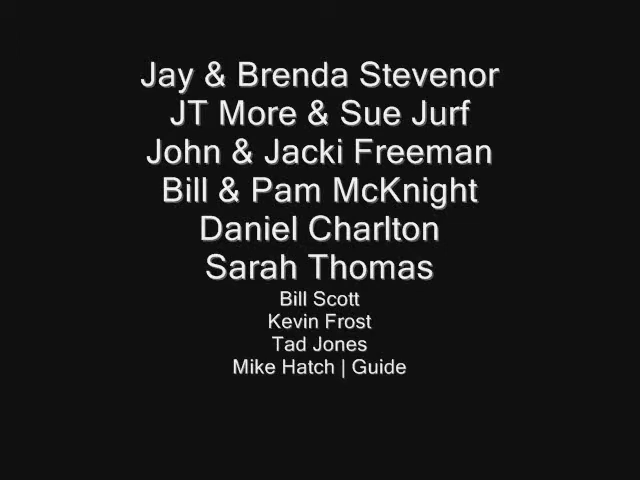 Jay & Brenda Stevenor
JT More & Sue Jurf
John & Jacki Freeman
Bill & Pam McKnight
Daniel Charlton
Sarah Thomas
Bill Scott
Kevin Frost
Tad Jones
Mike Hatch | Guide